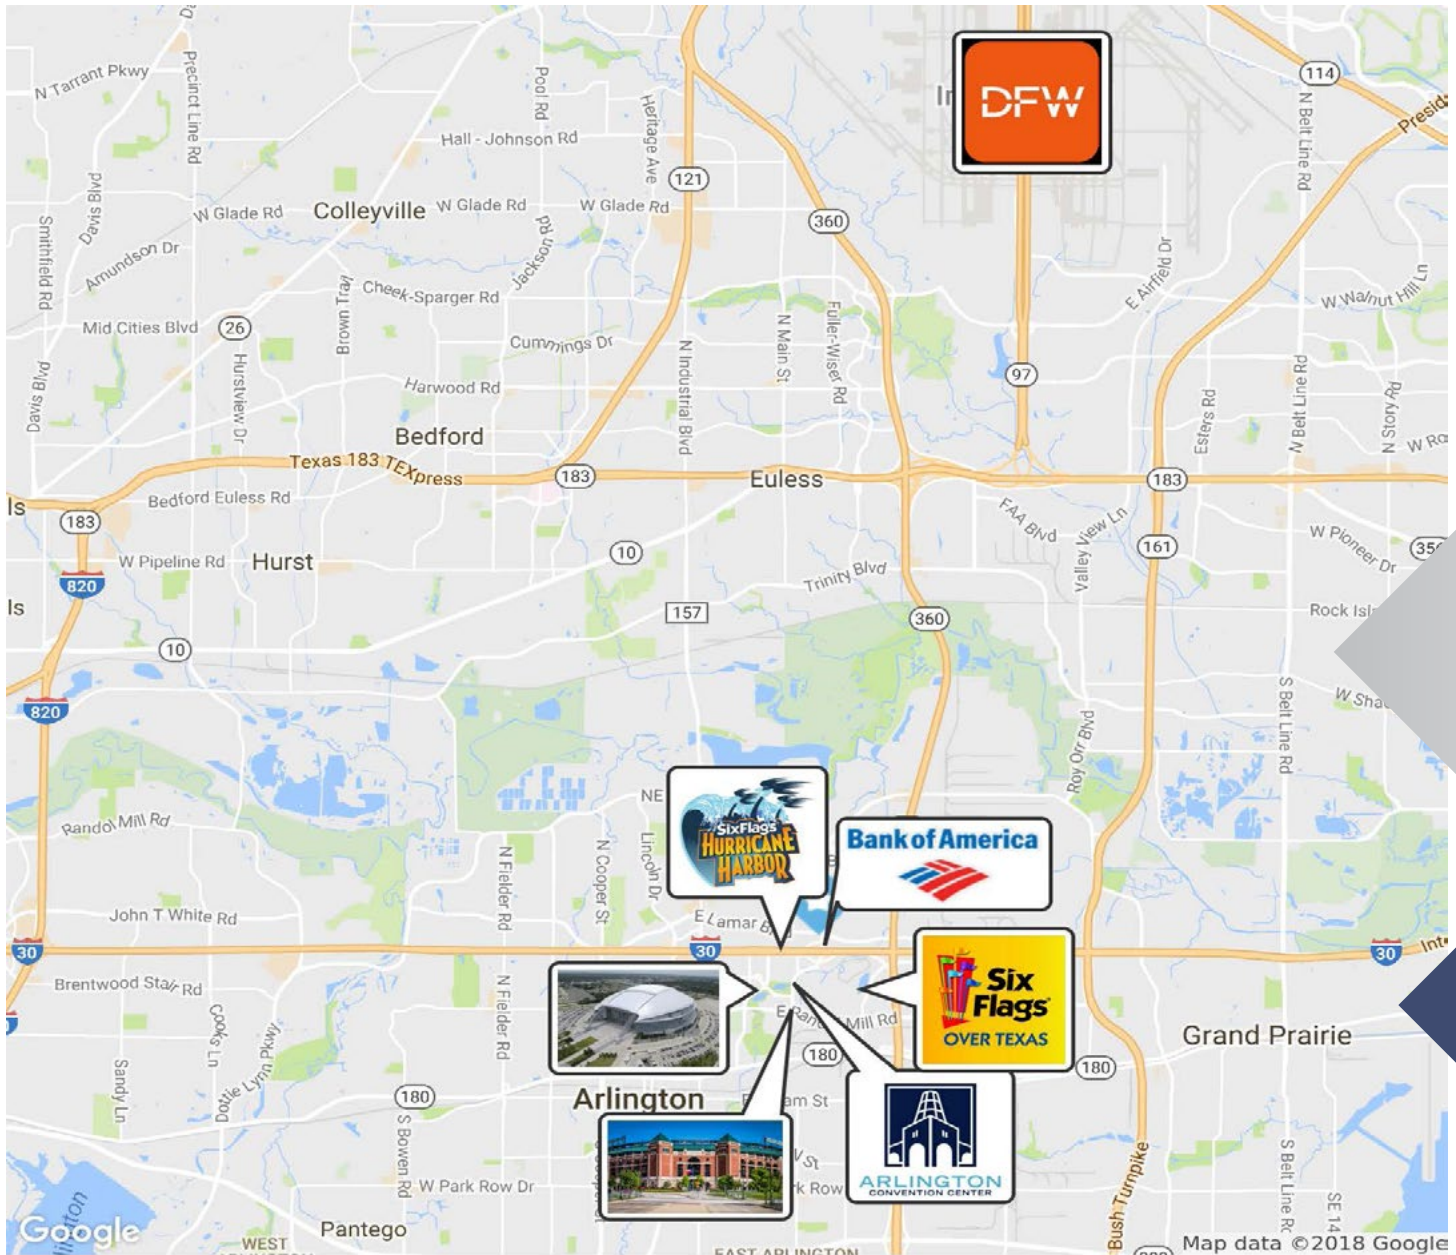 N Tarrant Pkwy
Precinct Line Rd
Pool Rd
Heritage Ave
DFW
114
N Belt Line Rd
Hall - Johnson Rd
121
W Glade Rd
Colleyville
W Glade Rd
W Glade Rd
360
Davis Blvd
Smithfield Rd
Amundson Dr
Jackson Rd
E Airfield Dr
W Walnut Hill Ln
Cheek-Sparger Rd
Brown Trayl
Mid Cities Blvd
26
Hurstview Dr
Cummings Dr
N Industrial Blvd
N Main St
Fuller-Wiser Rd
97
Davis Blvd
Harwood Rd
Esters Rd
N Belt Line Rd
N Story Rd
Bedford
Texas 183 TEXpress
183
Euless
183
Bedford Euless Rd
183
FAA Blvd
Valley View Ln
161
W Pioneer Dr
W Pipeline Rd
Hurst
10
820
Trinity Blvd
157
360
10
820
S Belt Line Rd
Roy Orr Blvd
NE
SixFlags
HURRICANE
HARBOR
Bank of America
Randol Mill Rd
N Fielder Rd
N Cooper St
Lincoln Dr
John T White Rd
E Lamar Blvd
30
30
30
Brentwood Stair Rd
Cooks Ln
N Fielder Rd
Six
Flags
OVER TEXAS
E Randol Mill Rd
Grand Prairie
180
180
Sandy Ln
Dottie Lynn Pkwy
180
Arlington
S Bowen Rd
ARLINGTON
CONVENTION CENTER
W Park Row Dr
Bush Turnpike
S Belt Line Rd
SE 14
Pantego
Google
WEST
EAST ARLINGTON
Map data ©2018 Google